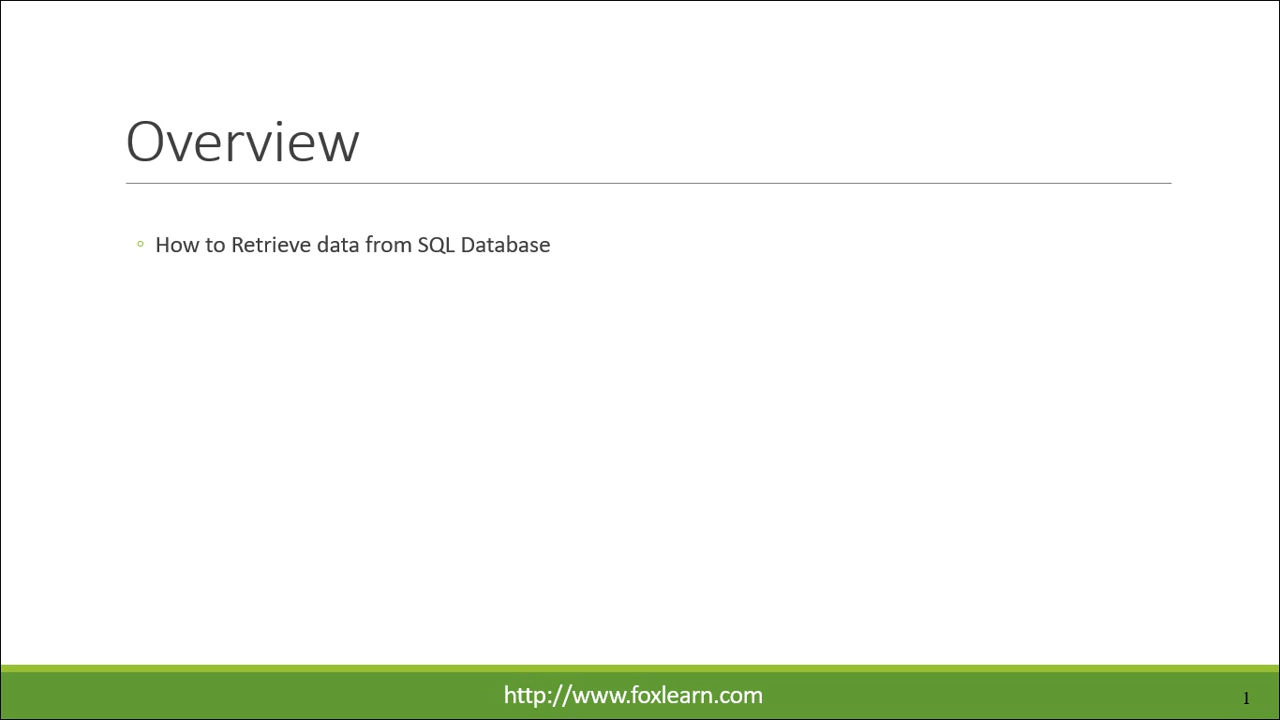 Overview
◦ How to Retrieve data from SQL Database
http://www.foxlearn.com
1